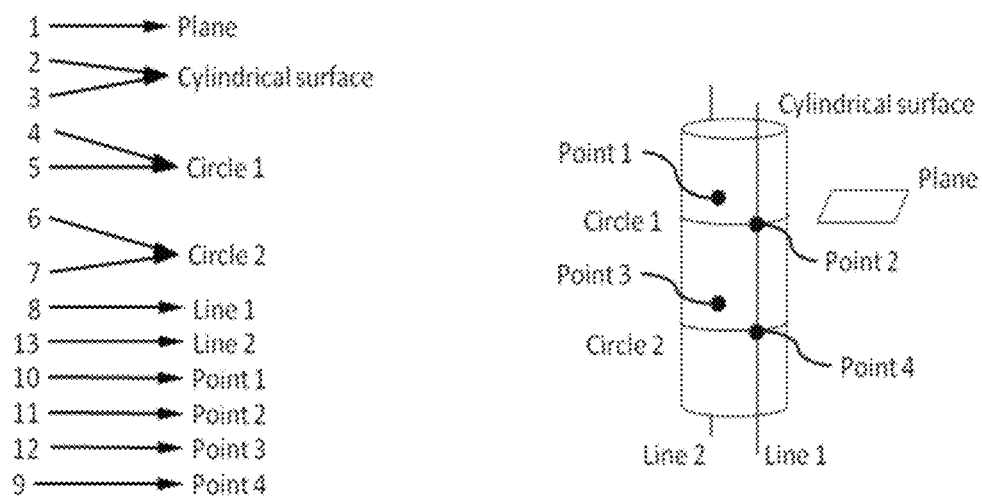 1 Plane
2
Cylindrical surface
3
4
5 Circle 1
6
Circle 2
7
8 Line 1
13 Line 2
10 Point 1
11 Point 2
12 Point 3
9 Point 4
Cylindrical surface
Point 1
Plane
Circle 1
Point 2
Point 3
Circle 2
Point 4
Line 2 Line 1